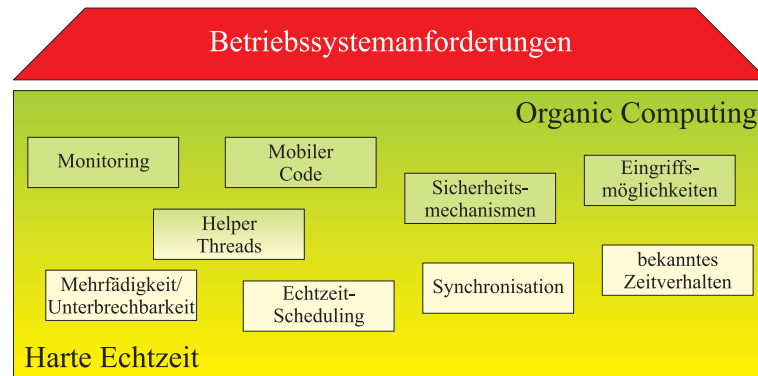 Betriebssystemanforderungen
Organic Computing
Monitoring
Mobiler
Code
Sicherheits-
mechanismen
Eingriffs-
möglichkeiten
Helper
Threads
Mehrfädigkeit/
Unterbrechbarkeit
Echtzeit-
Scheduling
Synchronisation
bekanntes
Zeitverhalten
Harte Echtzeit